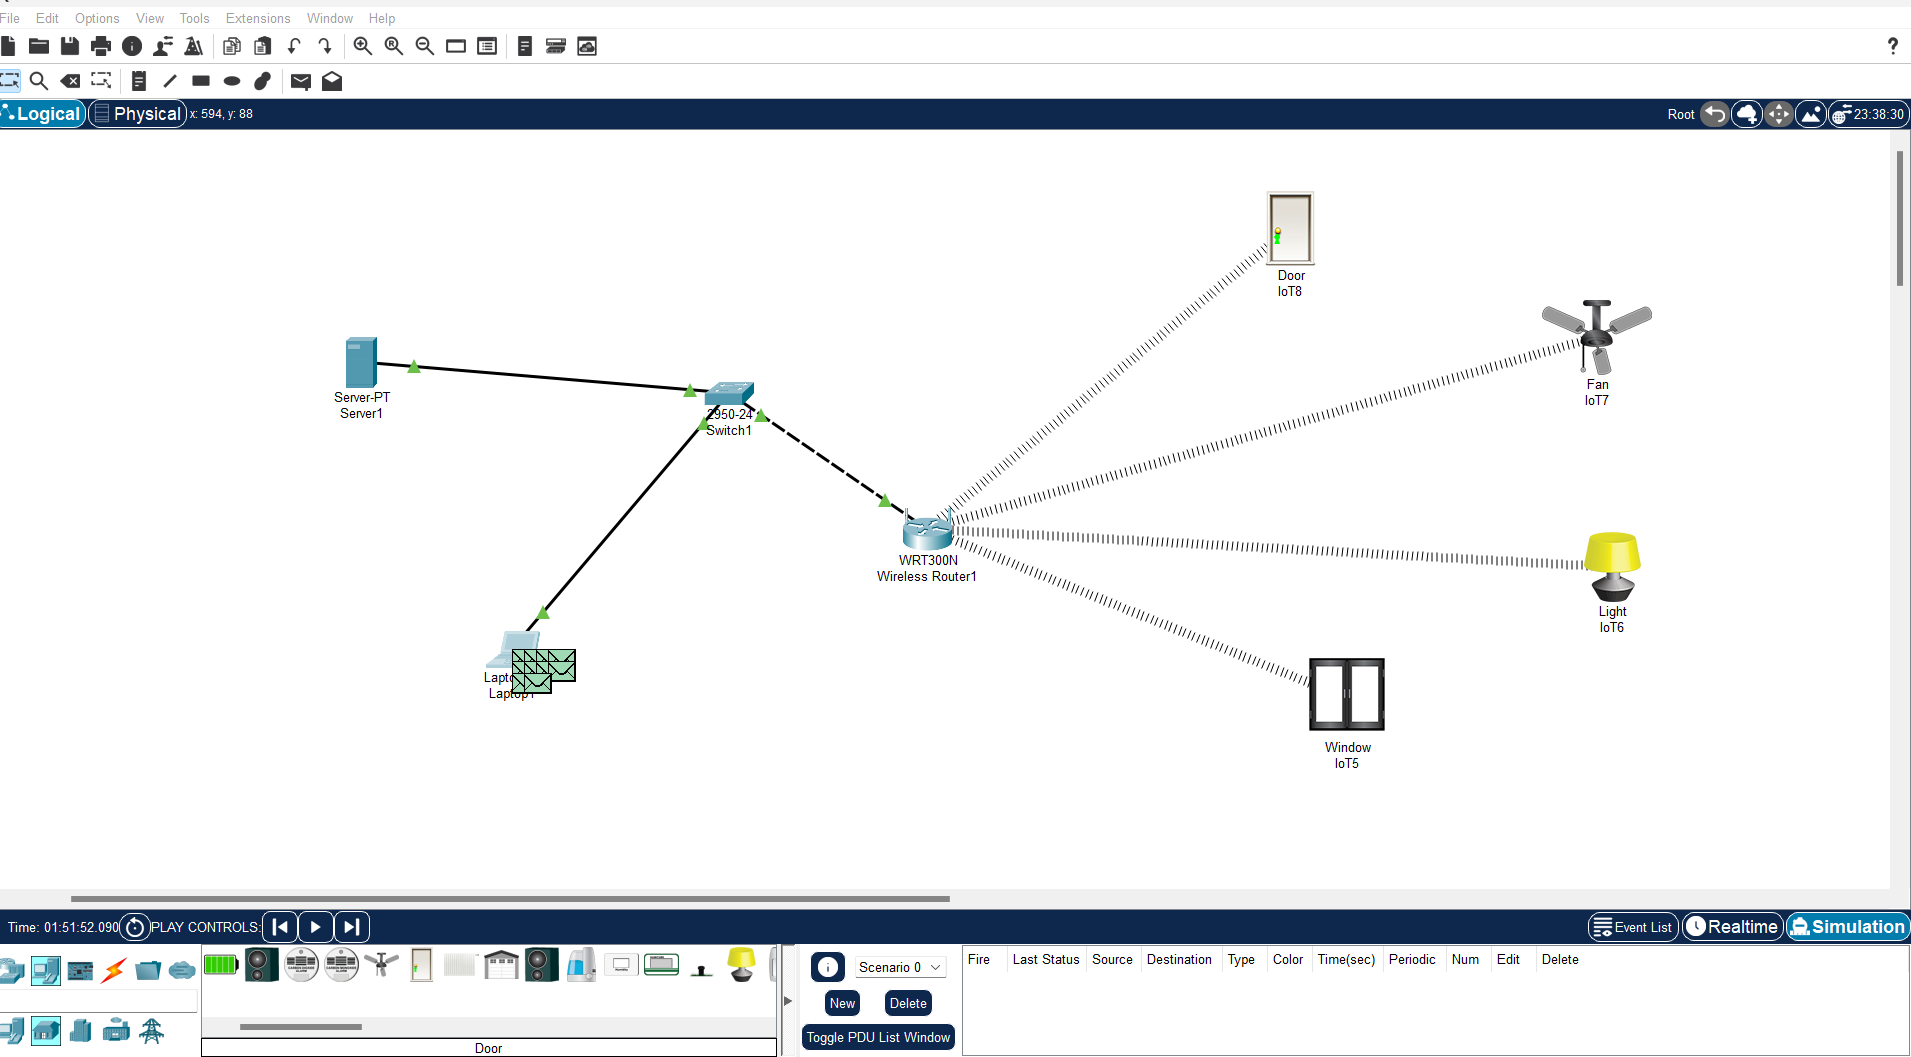 File Edit Options View Tools Extensions Window Help
?
Logical Physical x: 594, y: 88 Root 23:38:30
Door
IoT8
Fan
IoT7
Server-PT
Server1
2950-24
Switch1
WRT300N
Wireless Router1
Light
IoT6
Laptop1
Window
IoT5
Time: 01:51:52.090 PLAY CONTROLS: Event List Realtime Simulation
Scenario 0
New Delete
Toggle PDU List Window
Fire Last Status Source Destination Type Color Time(sec) Periodic Num Edit Delete
Door